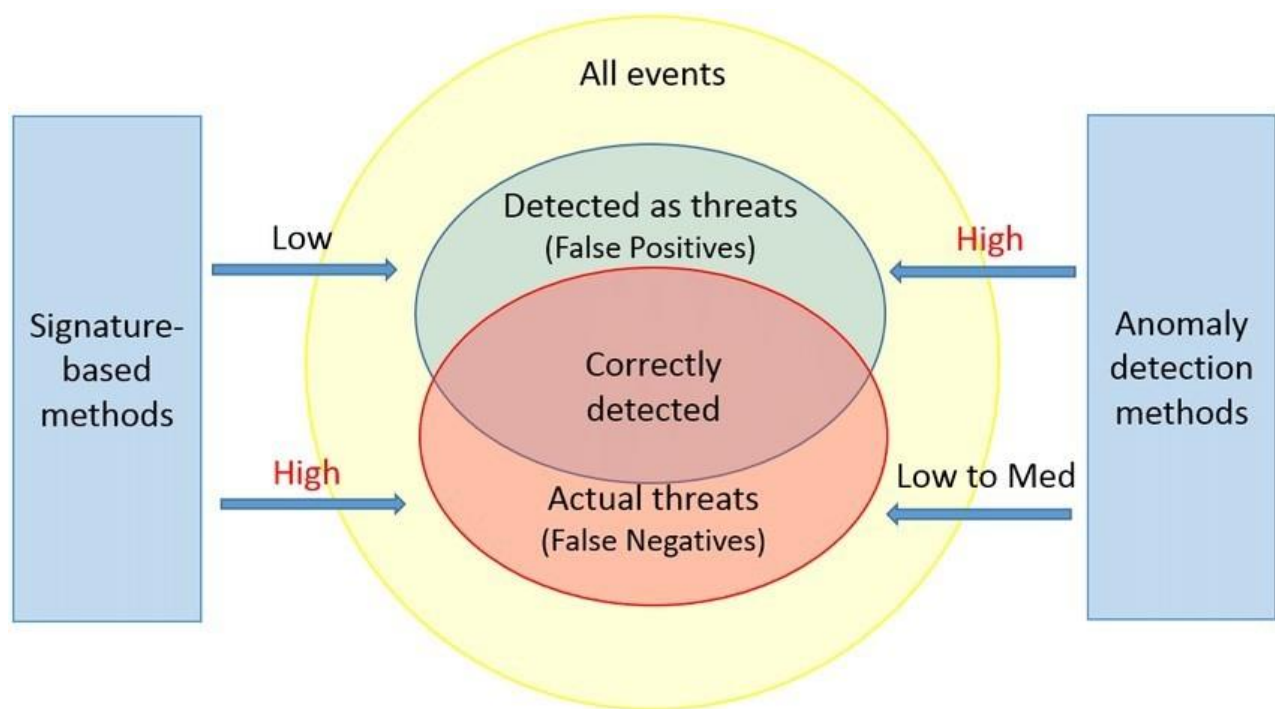 All events
Detected as threats
(False Positives)
Low
High
Signature-
based
methods
Correctly
detected
Anomaly
detection
methods
High
Actual threats
(False Negatives)
Low to Med